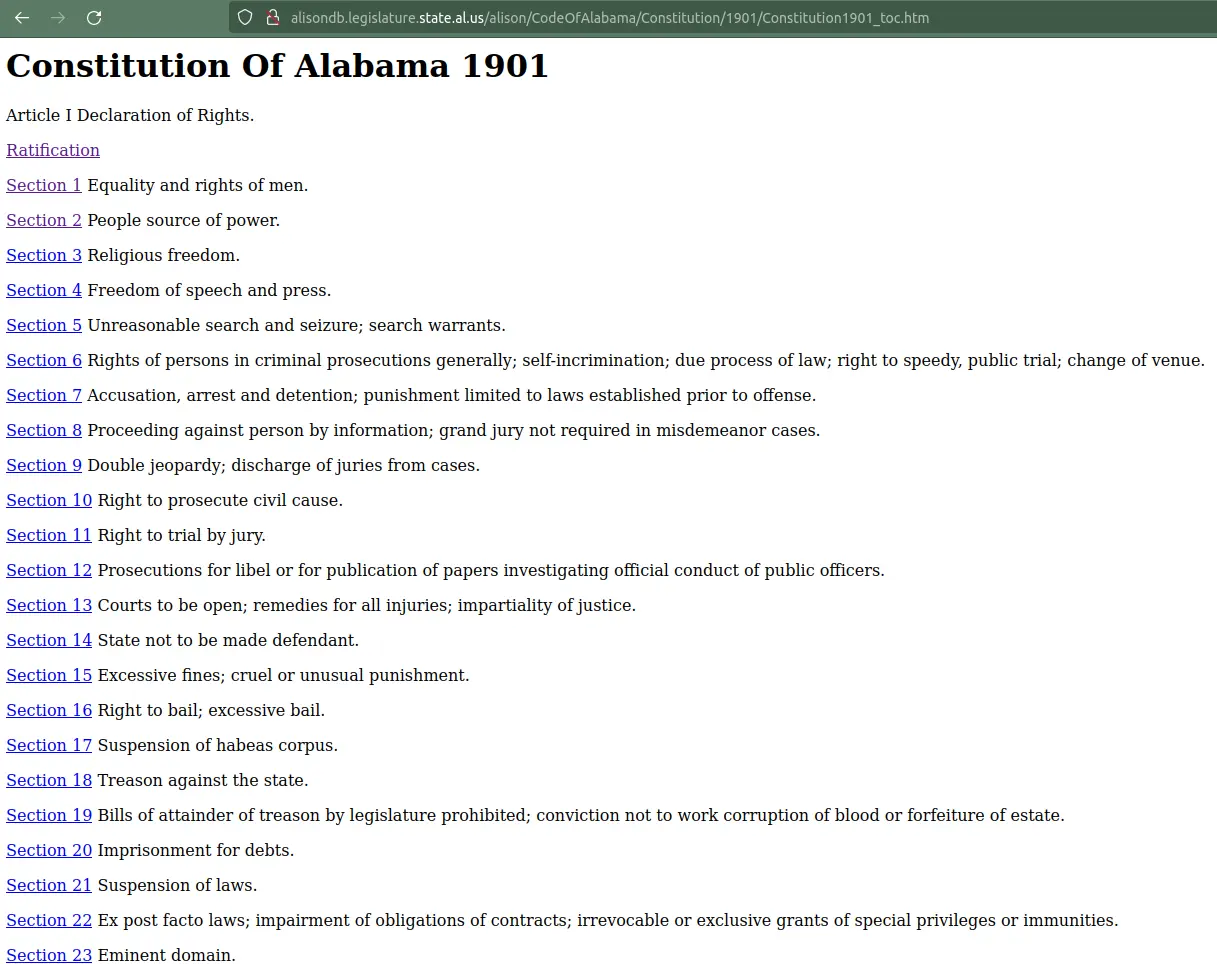 alisondb.legislature.state.al.us/alison/CodeOfAlabama/Constitution/1901/Constitution1901_toc.htm
Constitution Of Alabama 1901
Article I Declaration of Rights.
Ratification
Section 1 Equality and rights of men.
Section 2 People source of power.
Section 3 Religious freedom.
Section 4 Freedom of speech and press.
Section 5 Unreasonable search and seizure; search warrants.
Section 6 Rights of persons in criminal prosecutions generally; self-incrimination; due process of law; right to speedy, public trial; change of venue.
Section 7 Accusation, arrest and detention; punishment limited to laws established prior to offense.
Section 8 Proceeding against person by information; grand jury not required in misdemeanor cases.
Section 9 Double jeopardy; discharge of juries from cases.
Section 10 Right to prosecute civil cause.
Section 11 Right to trial by jury.
Section 12 Prosecutions for libel or for publication of papers investigating official conduct of public officers.
Section 13 Courts to be open; remedies for all injuries; impartiality of justice.
Section 14 State not to be made defendant.
Section 15 Excessive fines; cruel or unusual punishment.
Section 16 Right to bail; excessive bail.
Section 17 Suspension of habeas corpus.
Section 18 Treason against the state.
Section 19 Bills of attainder of treason by legislature prohibited; conviction not to work corruption of blood or forfeiture of estate.
Section 20 Imprisonment for debts.
Section 21 Suspension of laws.
Section 22 Ex post facto laws; impairment of obligations of contracts; irrevocable or exclusive grants of special privileges or immunities.
Section 23 Eminent domain.